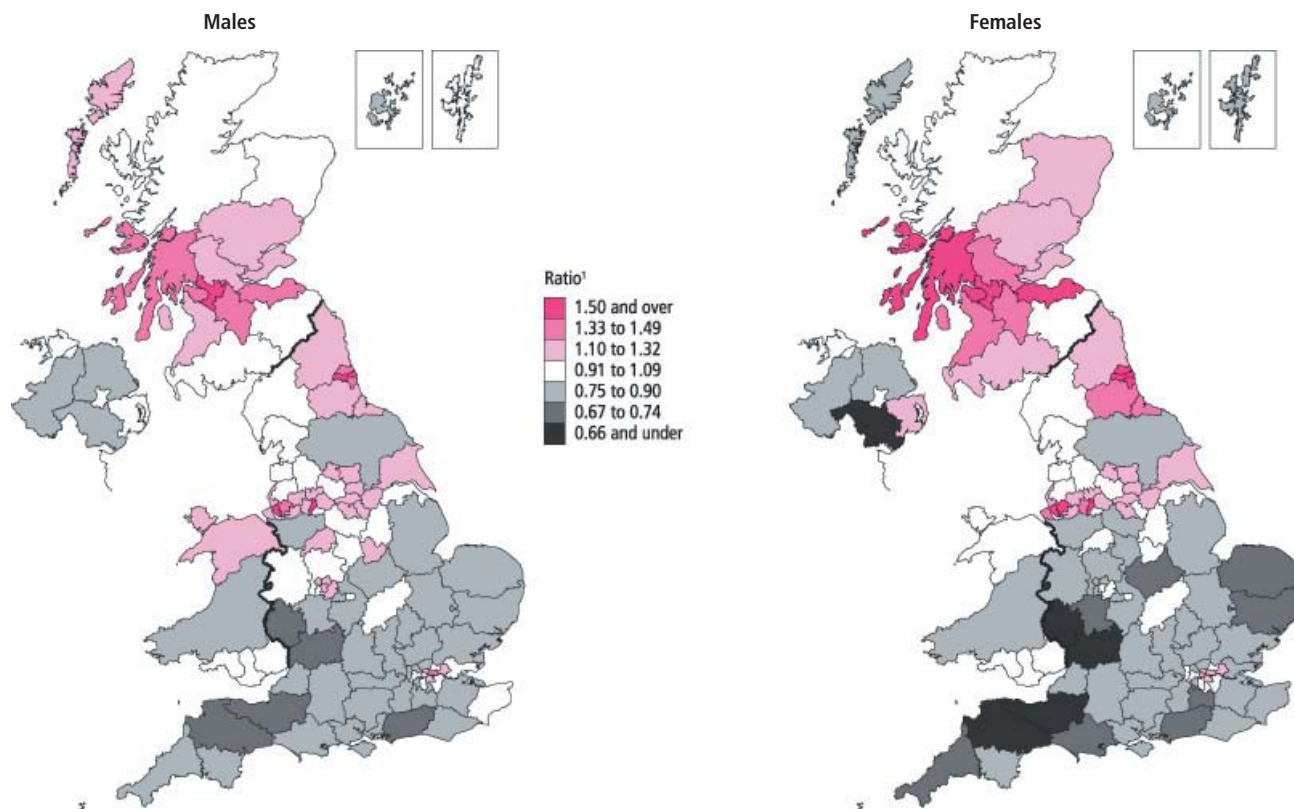 Males
Females
Ratio¹
1.50 and over
1.33 to 1.49
1.10 to 1.32
0.91 to 1.09
0.75 to 0.90
0.67 to 0.74
0.66 and under